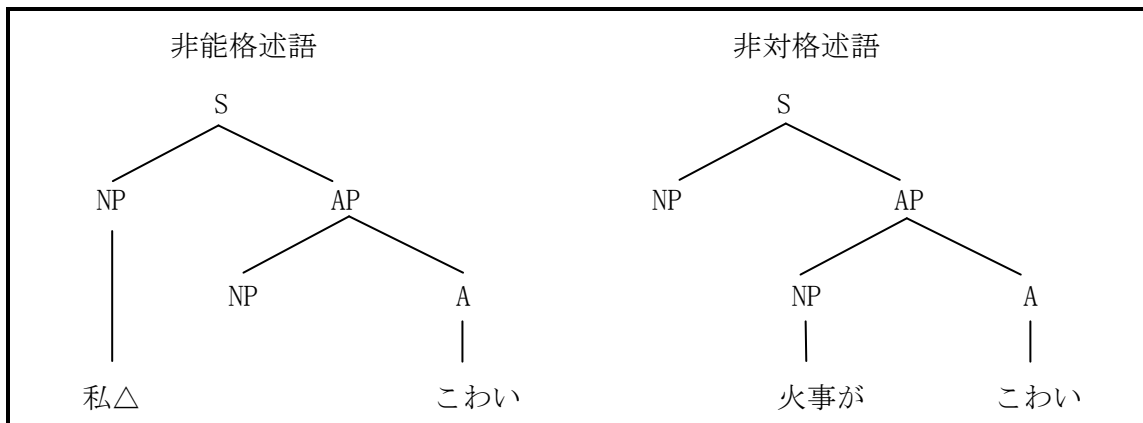 非能格述語 非対格述語
S S
NP AP NP AP
NP A NP A
私△ こわい 火事が こわい